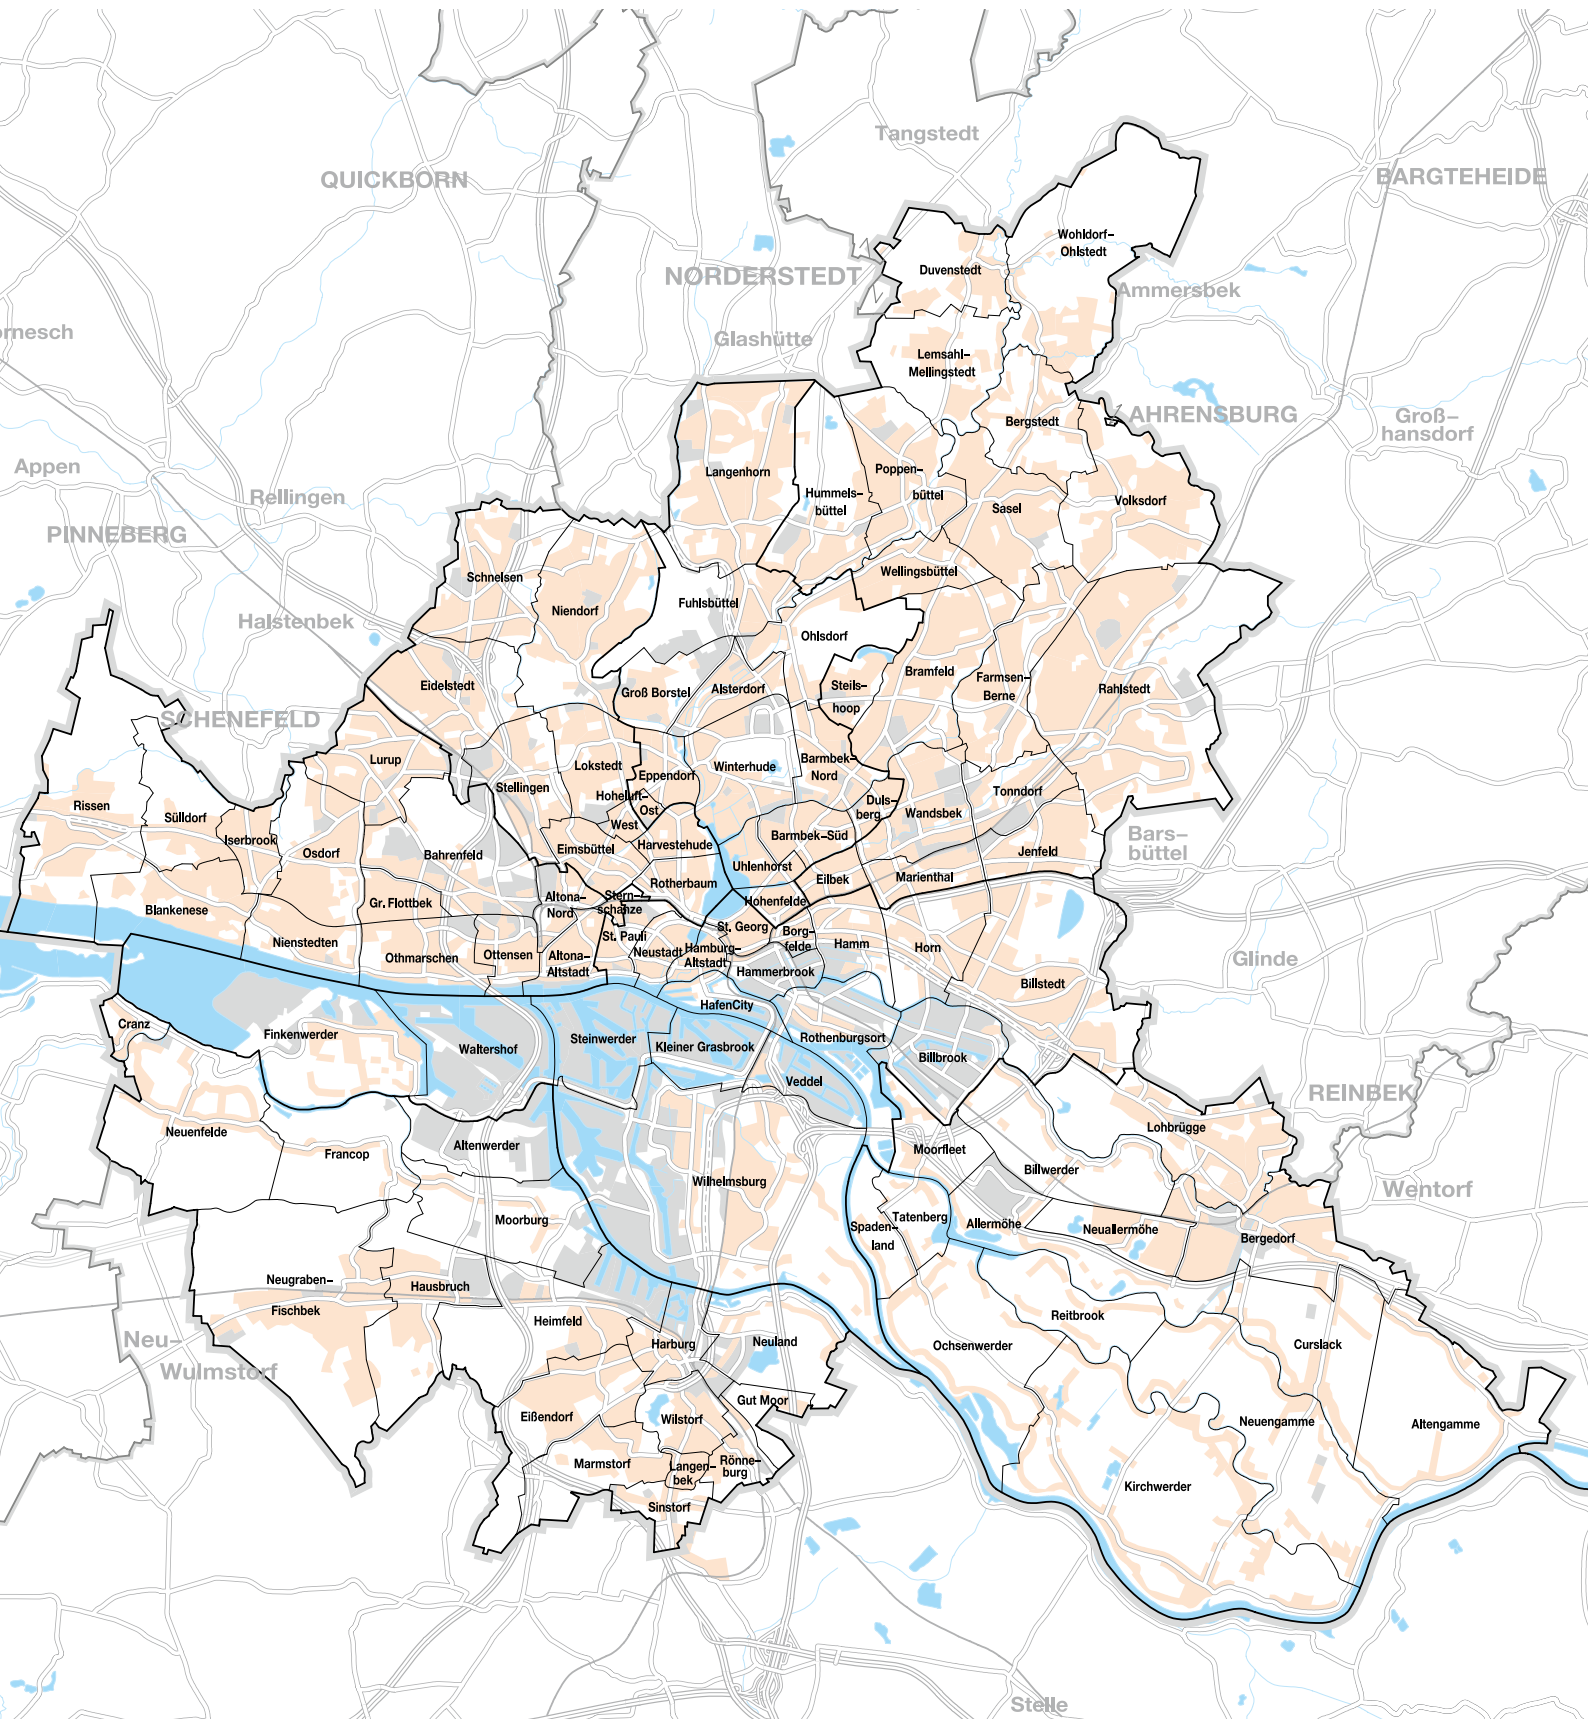 Tangstedt
QUICKBORN
BARGTEHEIDE
Wohldorf–
Ohlstedt
NORDERSTEDT
Duvenstedt
Ammersbek
ornesch
Glashütte
Lemsahl–
Mellingstedt
AHRENSBURG
Groß–
hansdorf
Bergstedt
Appen
Rellingen
Langenhorn
Poppen–
büttel
Hummels–
büttel
Sasel
Volksdorf
PINNEBERG
Schnelsen
Wellingsbüttel
Niendorf
Fuhlsbüttel
Halstenbek
Ohlsdorf
Eidelstedt
Groß Borstel
Alsterdorf
Steils–
hoop
Bramfeld
Farmsen–
Berne
Rahlstedt
SCHENEFELD
Lurup
Lokstedt
Stellingen
Eppendorf
Winterhude
Barmbek–
Nord
Hoheluft–
Ost
West
Duls–
berg
Wandsbek
Tonndorf
Rissen
Sülldorf
Iserbrook
Osdorf
Bahrenfeld
Eimsbüttel
Harvestehude
Barmbek–Süd
Jenfeld
Bars–
büttel
Uhlenhorst
Eilbek
Marienthal
Rotherbaum
Blankenese
Gr. Flottbek
Altona–
Nord
Stern–
schanze
Hohenfelde
Nienstedten
Othmarschen
Ottensen
Altona–
Altstadt
St. Pauli
Neustadt
Hamburg–
Altstadt
St. Georg
Borg–
felde
Hamm
Horn
Hammerbrook
Glinde
Billstedt
HafenCity
Cranz
Finkenwerder
Waltershof
Steinwerder
Kleiner Grasbrook
Rothenburgsort
Billbrook
Veddel
REINBEK
Neuenfelde
Francop
Altenwerder
Moorfleet
Lohbrügge
Billwerder
Wilhelmsburg
Wentorf
Moorburg
Spaden–
land
Tatenberg
Allermöhe
Neuallermöhe
Bergedorf
Neugraben–
Fischbek
Hausbruch
Heimfeld
Harburg
Neuland
Ochsenwerder
Reitbrook
Curslack
Neu–
Wulmstorf
Gut Moor
Eißendorf
Wilstorf
Neuengamme
Altengamme
Marmstorf
Langen–
bek
Rönne–
burg
Kirchwerder
Sinstorf
Stelle